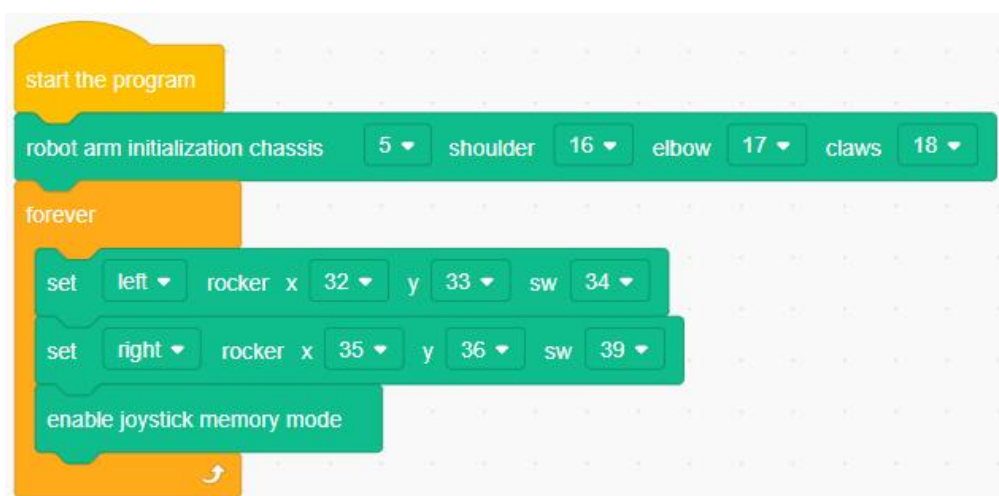 start the program
robot arm initialization chassis 5 shoulder 16 elbow 17 claws 18
forever
set left rocker x 32 y 33 sw 34
set right rocker x 35 y 36 sw 39
enable joystick memory mode